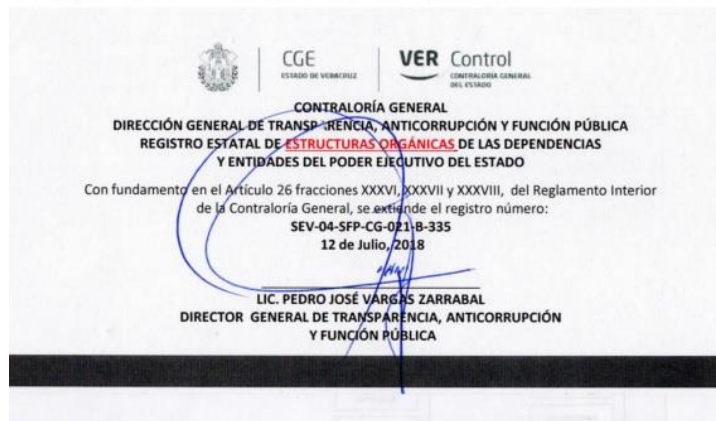 CGE
ESTADO DE VERACRUZ
VER Control
CONTRALORÍA GENERAL
DEL ESTADO
CONTRALORÍA GENERAL
DIRECCIÓN GENERAL DE TRANSPARENCIA, ANTICORRUPCIÓN Y FUNCIÓN PÚBLICA
REGISTRO ESTATAL DE ESTRUCTURAS ORGÁNICAS DE LAS DEPENDENCIAS
Y ENTIDADES DEL PODER EJECUTIVO DEL ESTADO
Con fundamento en el Artículo 26 fracciones XXXVI, XXXVII y XXXVIII, del Reglamento Interior
de la Contraloría General, se extiende el registro número:
SEV-04-SFP-CG-021-B-335
12 de Julio, 2018
LIC. PEDRO JOSÉ VARGAS ZARRABAL
DIRECTOR GENERAL DE TRANSPARENCIA, ANTICORRUPCIÓN
Y FUNCIÓN PÚBLICA